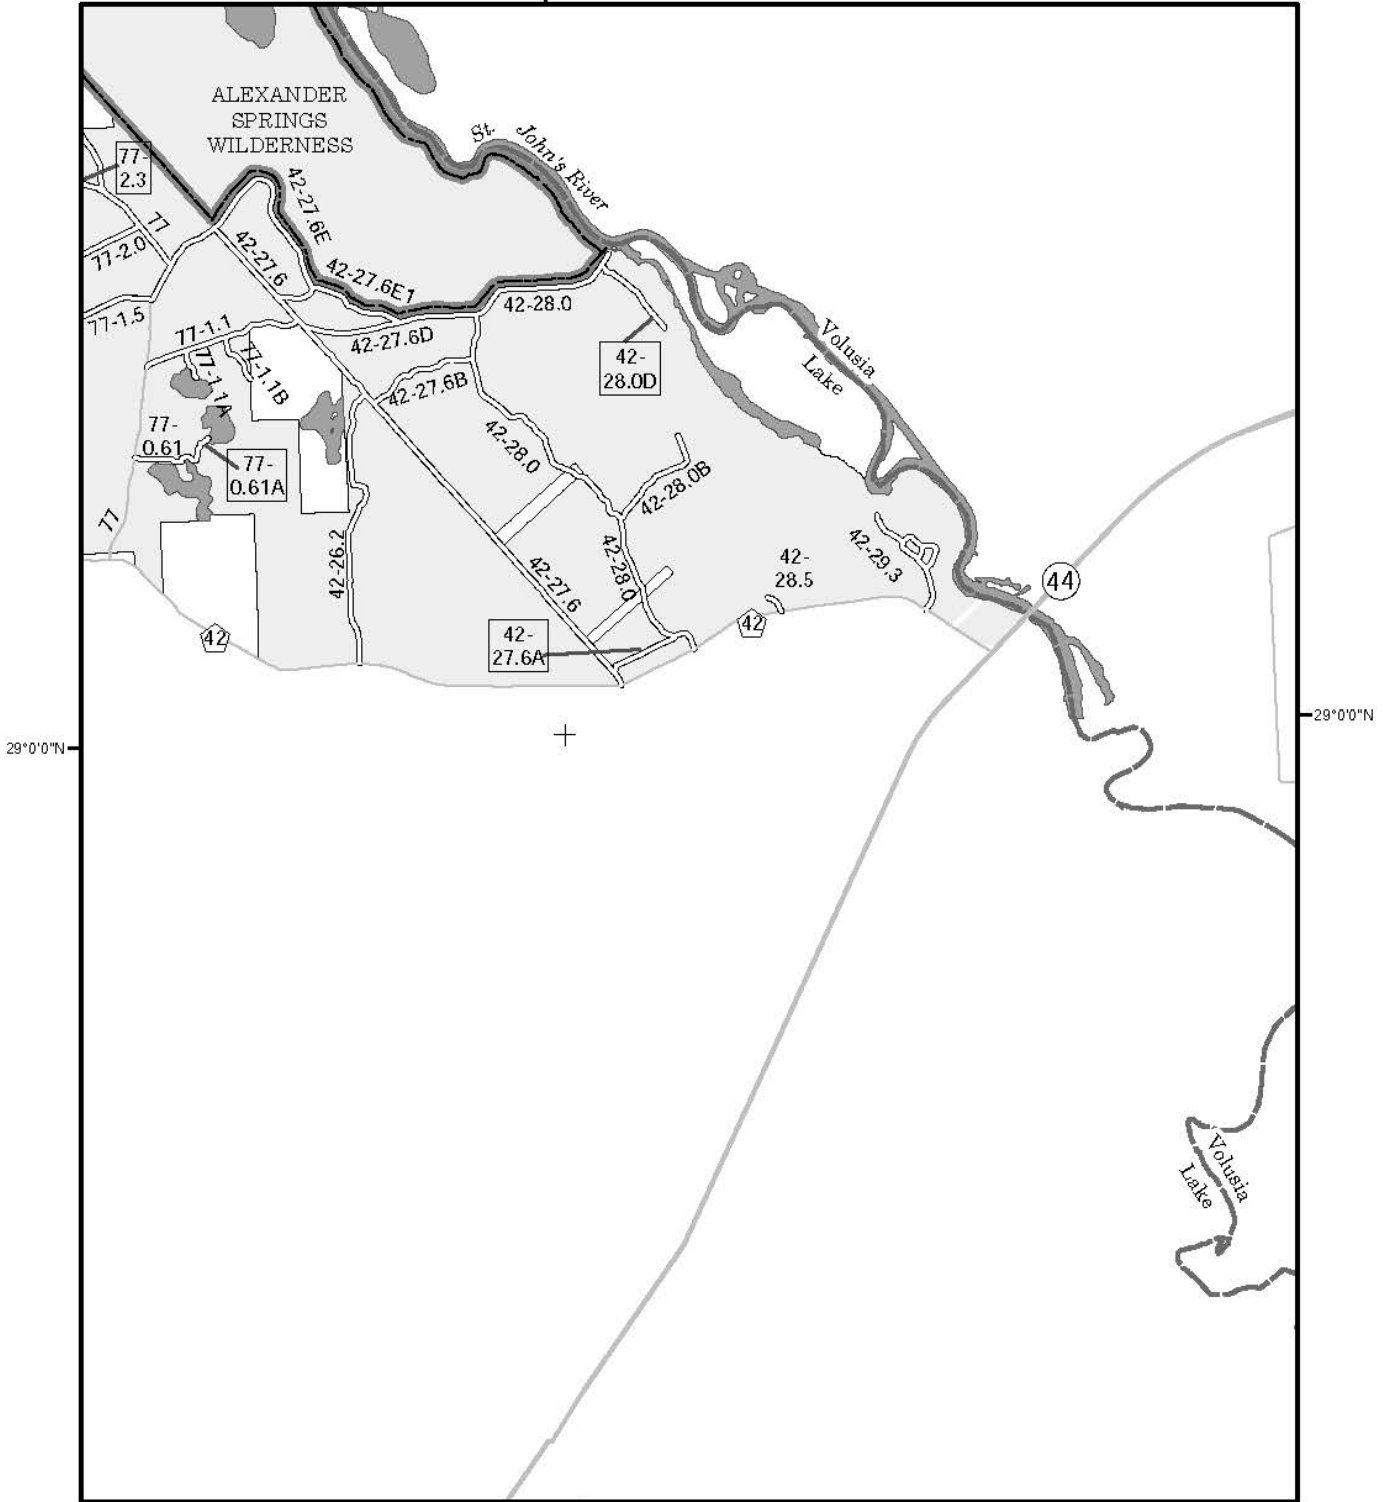 ALEXANDER
SPRINGS
WILDERNESS
St. John's River
77-
2.3
77
77-2.0
77-1.5
42-27.6
42-27.6E
42-27.6E1
42-28.0
42-27.6D
77-1.1
77-1.1A
77-1.1B
42-27.6B
42-
28.0D
Volusia
Lake
77-
0.61
77-
0.61A
42-28.0
42-28.0B
77
42-26.2
42-27.6
42-28.0
42-
28.5
42-29.3
44
42
42
42-
27.6A
29°0'0"N
29°0'0"N
Volusia
Lake